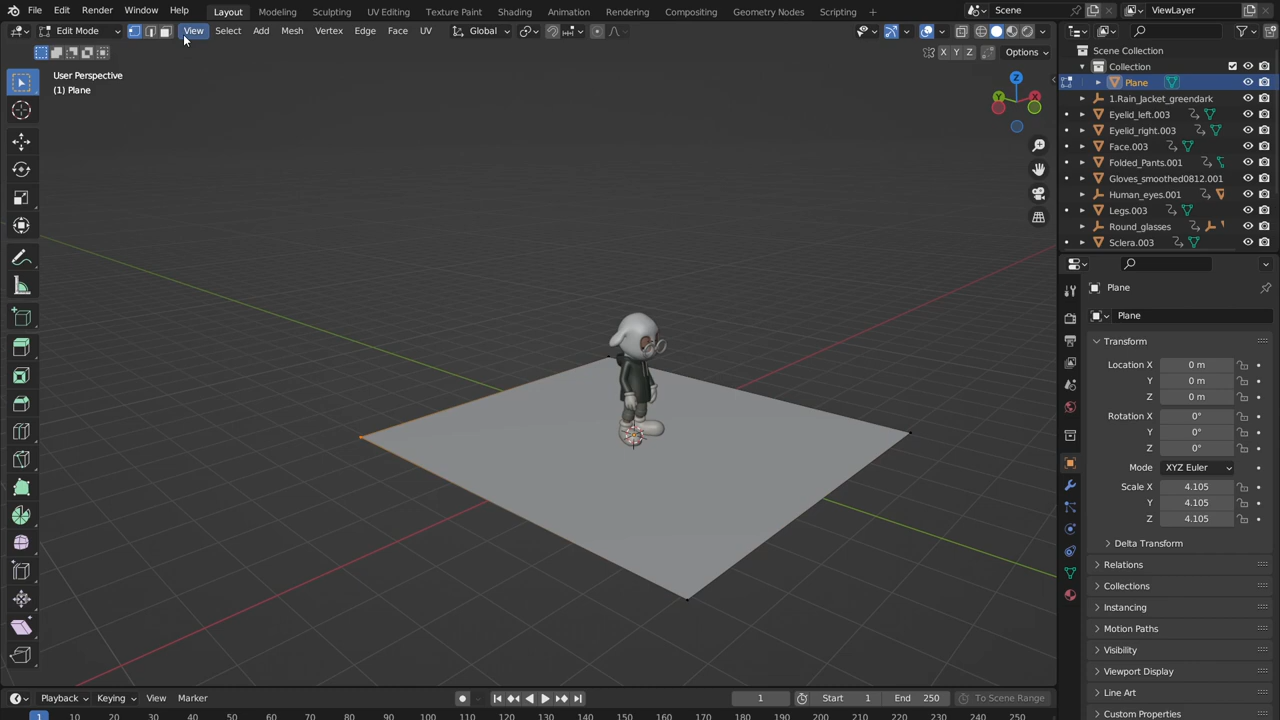 File Edit Render Window Help Layout Modeling Sculpting UV Editing Texture Paint Shading Animation Rendering Compositing Geometry Nodes Scripting Scene ViewLayer
Edit Mode View Select Add Mesh Vertex Edge Face UV Global
X Y Z Options
User Perspective
(1) Plane
Scene Collection
Collection
Plane
1.Rain_Jacket_greendark
Eyelid_left.003
Eyelid_right.003
Face.003
Folded_Pants.001
Gloves_smoothed0812.001
Human_eyes.001
Legs.003
Round_glasses
Sclera.003
Z
Y X
Plane
Plane
Transform
Location X 0 m
Y 0 m
Z 0 m
Rotation X 0°
Y 0°
Z 0°
Mode XYZ Euler
Scale X 4.105
Y 4.105
Z 4.105
Delta Transform
Relations
Collections
Instancing
Motion Paths
Visibility
Viewport Display
Line Art
Custom Properties
Playback Keying View Marker 1 Start 1 End 250 To Scene Range
1 10 20 30 40 50 60 70 80 90 100 110 120 130 140 150 160 170 180 190 200 210 220 230 240 250